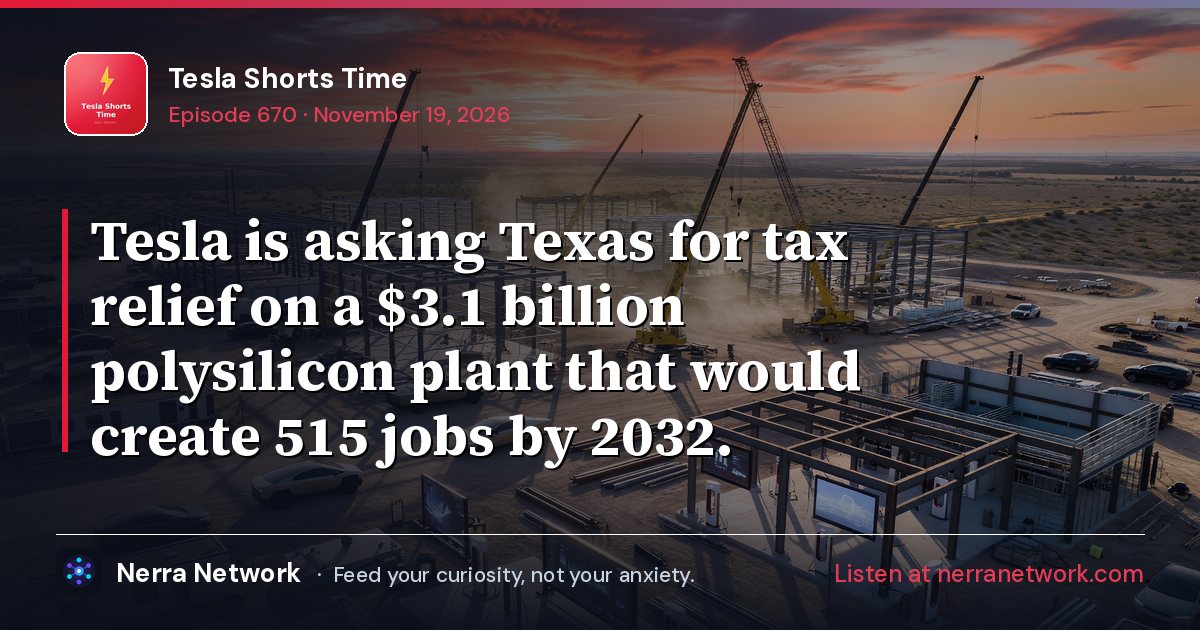 Tesla Shorts
Time
Tesla Shorts Time
Episode 670 · November 19, 2026
Tesla is asking Texas for tax
relief on a $3.1 billion
polysilicon plant that would
create 515 jobs by 2032.
Nerra Network · Feed your curiosity, not your anxiety.
Listen at nerranetwork.com